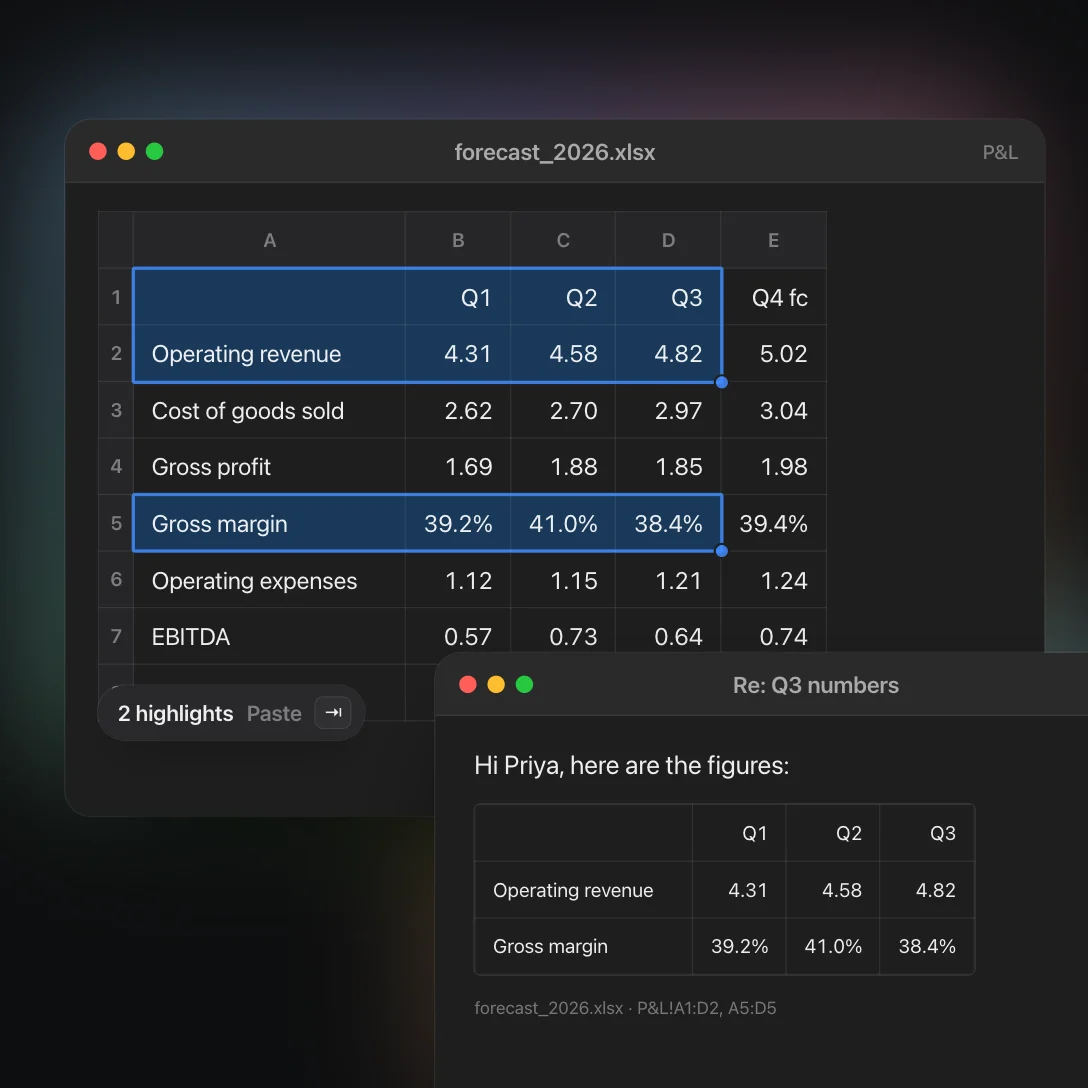 forecast_2026.xlsx P&L
A B C D E
1 Q1 Q2 Q3 Q4 fc
2 Operating revenue 4.31 4.58 4.82 5.02
3 Cost of goods sold 2.62 2.70 2.97 3.04
4 Gross profit 1.69 1.88 1.85 1.98
5 Gross margin 39.2% 41.0% 38.4% 39.4%
6 Operating expenses 1.12 1.15 1.21 1.24
7 EBITDA 0.57 0.73 0.64 0.74
2 highlights Paste ⇥
Re: Q3 numbers
Hi Priya, here are the figures:
Q1 Q2 Q3
Operating revenue 4.31 4.58 4.82
Gross margin 39.2% 41.0% 38.4%
forecast_2026.xlsx · P&L!A1:D2, A5:D5